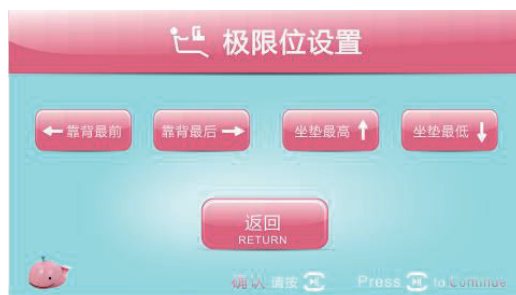 极限位设置
靠背最前
靠背最后
坐垫最高
坐垫最低
返回
RETURN
确认 请按 Press to Continue